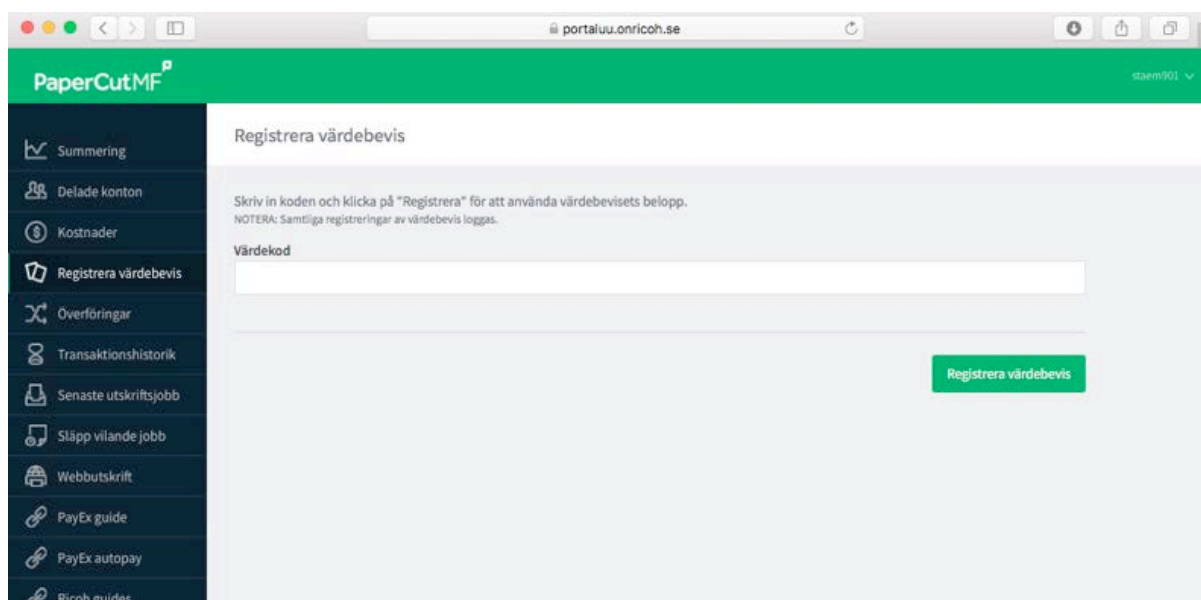 portaluu.onricoh.se
PaperCutMF
staem901
Summering
Delade konton
Kostnader
Registrera värdebevis
Överföringar
Transaktionshistorik
Senaste utskriftsjobb
Släpp vilande jobb
Webbutskrift
PayEx guide
PayEx autopay
Ricoh guides
Registrera värdebevis
Skriv in koden och klicka på "Registrera" för att använda värdebevisets belopp.
NOTERA: Samtliga registreringar av värdebevis loggas.
Värdekod
Registrera värdebevis